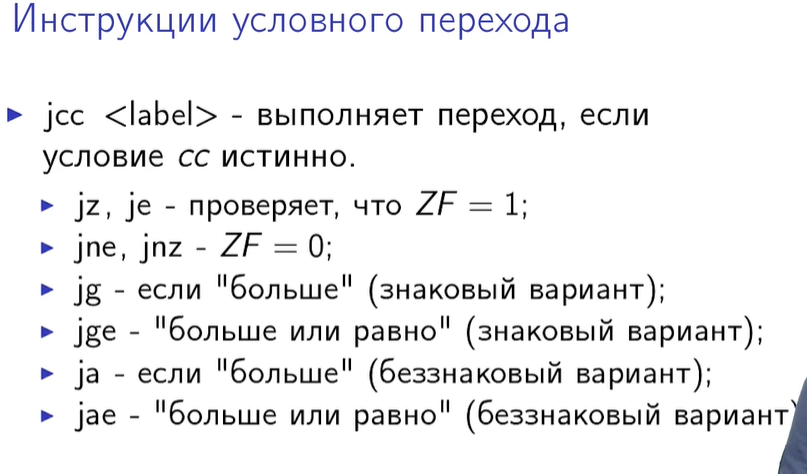 Инструкции условного перехода
jcc <label> - выполняет переход, если
условие cc истинно.
jz, je - проверяет, что ZF = 1;
jne, jnz - ZF = 0;
jg - если "больше" (знаковый вариант);
jge - "больше или равно" (знаковый вариант);
ja - если "больше" (беззнаковый вариант);
jae - "больше или равно" (беззнаковый вариант)